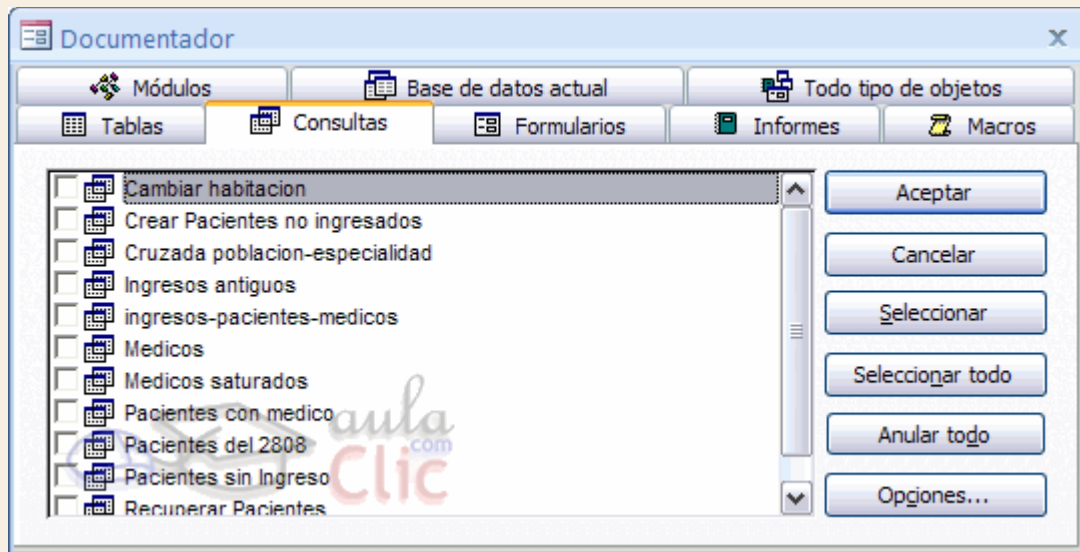 Documentador
Módulos
Base de datos actual
Todo tipo de objetos
Tablas
Consultas
Formularios
Informes
Macros
Cambiar habitacion
Crear Pacientes no ingresados
Cruzada poblacion-especialidad
Ingresos antiguos
ingresos-pacientes-medicos
Medicos
Medicos saturados
Pacientes con medico
Pacientes del 2808
Pacientes sin Ingreso
Recuperar Pacientes
Aceptar
Cancelar
Seleccionar
Seleccionar todo
Anular todo
Opciones...
aula
.com
Clic